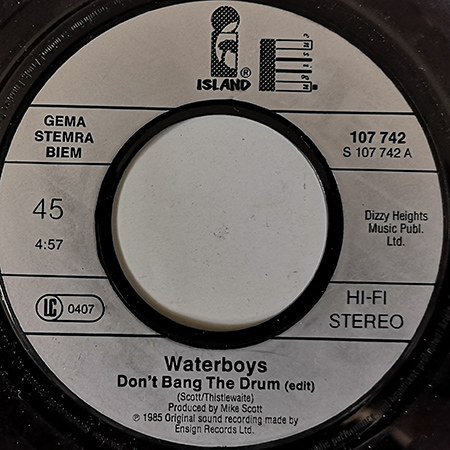 ISLAND ®
ensign
GEMA
STEMRA
BIEM
107 742
S 107 742 A
45
4:57
Dizzy Heights
Music Publ.
Ltd.
LC 0407
HI-FI
STEREO
Waterboys
Don't Bang The Drum (edit)
(Scott/Thistlewaite)
Produced by Mike Scott
℗ 1985 Original sound recording made by
Ensign Records Ltd.